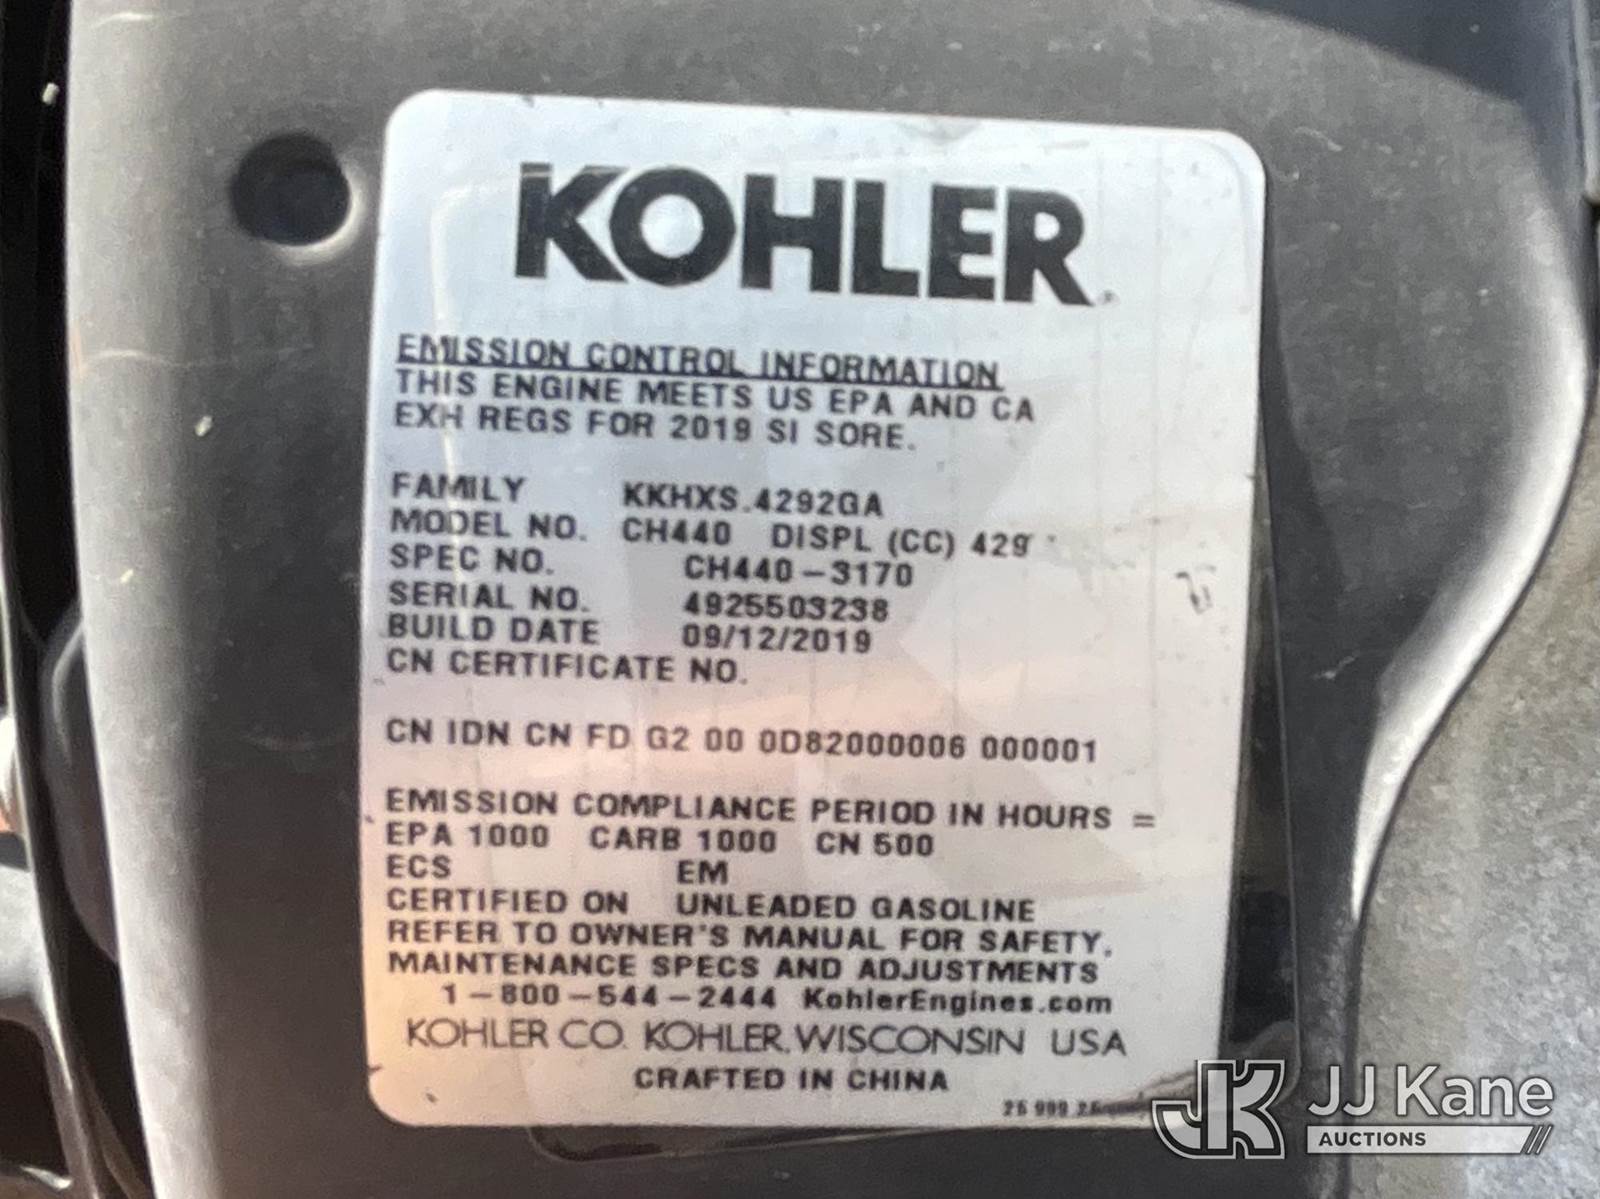 KOHLER.
EMISSION CONTROL INFORMATION
THIS ENGINE MEETS US EPA AND CA
EXH REGS FOR 2019 SI SORE.
FAMILY KKHXS.4292GA
MODEL NO. CH440 DISPL (CC) 429
SPEC NO. CH440-3170
SERIAL NO. 4925503238
BUILD DATE 09/12/2019
CN CERTIFICATE NO.
CN IDN CN FD G2 00 0D82000006 000001
EMISSION COMPLIANCE PERIOD IN HOURS =
EPA 1000 CARB 1000 CN 500
ECS EM
CERTIFIED ON UNLEADED GASOLINE
REFER TO OWNER'S MANUAL FOR SAFETY,
MAINTENANCE SPECS AND ADJUSTMENTS
1-800-544-2444 KohlerEngines.com
KOHLER CO. KOHLER, WISCONSIN USA
CRAFTED IN CHINA
JK JJ Kane
AUCTIONS